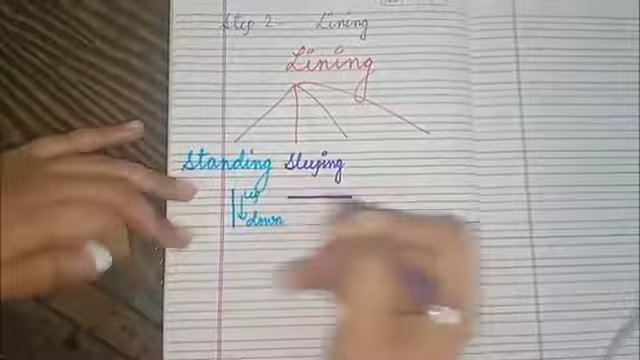 Step 2 - Lining
Lining
Standing Sleeping
up
down